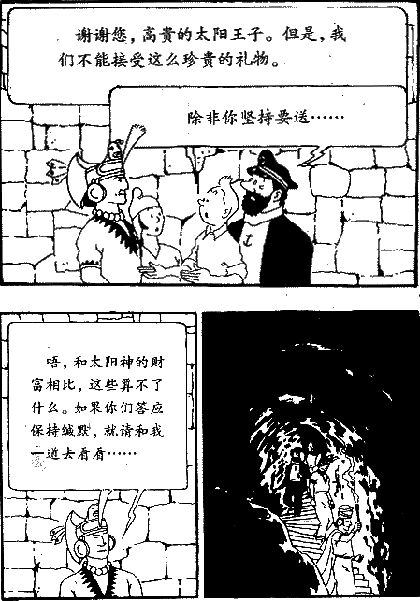 谢谢您，高贵的太阳王子。但是，我
们不能接受这么珍贵的礼物。
除非你坚持要送……
唔，和太阳神的财
富相比，这些算不了
什么。如果你们答应
保持缄默，就请和我
一道去看看……